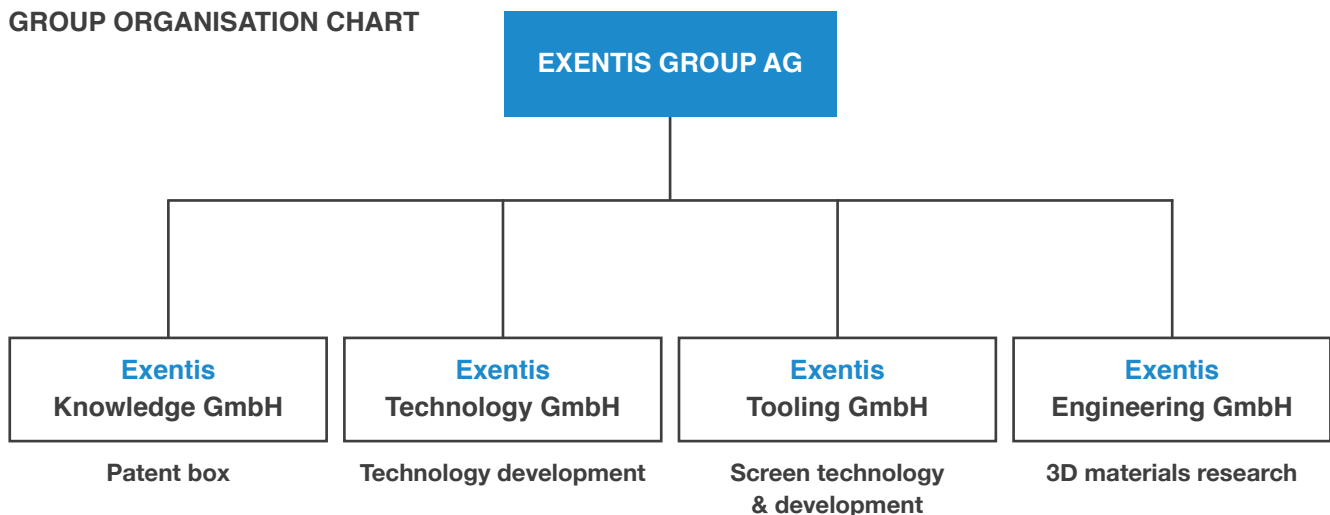 GROUP ORGANISATION CHART
EXENTIS GROUP AG
Exentis
Knowledge GmbH
Patent box
Exentis
Technology GmbH
Technology development
Exentis
Tooling GmbH
Screen technology
& development
Exentis
Engineering GmbH
3D materials research